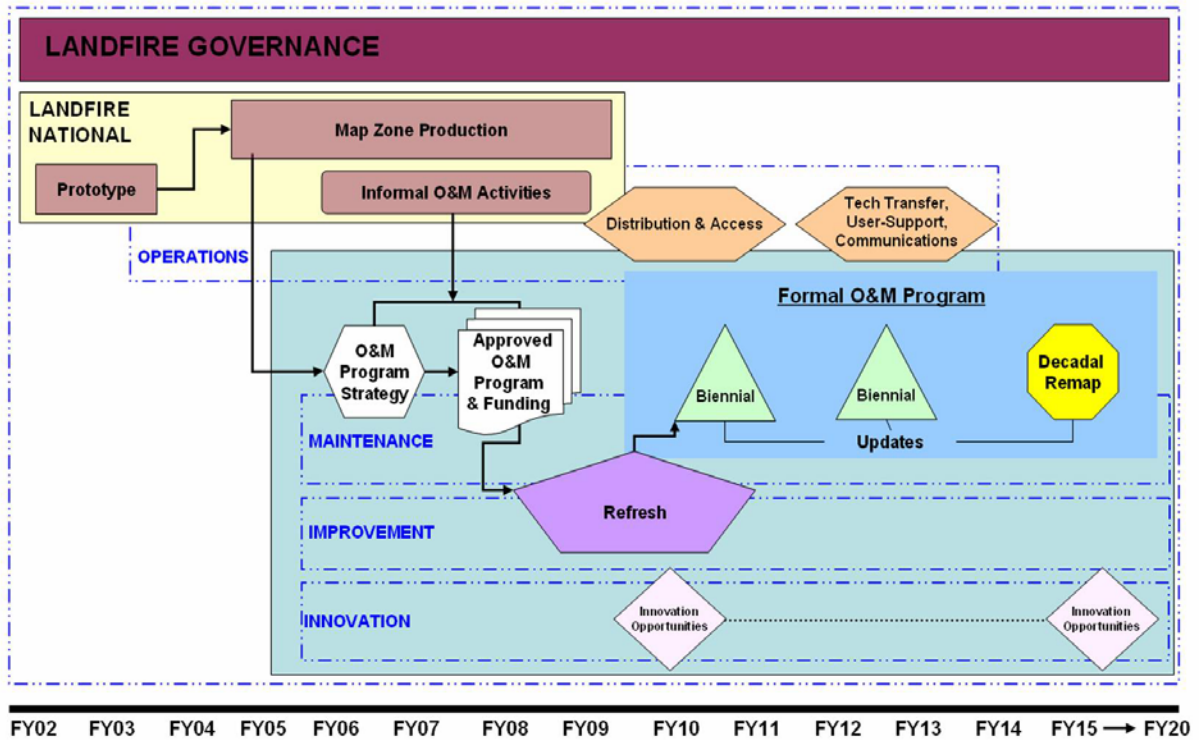 LANDFIRE GOVERNANCE
LANDFIRE
NATIONAL
Map Zone Production
Prototype
Informal O&M Activities
Distribution & Access
Tech Transfer,
User-Support,
Communications
OPERATIONS
Formal O&M Program
O&M
Program
Strategy
Approved
O&M
Program
& Funding
Biennial
Biennial
Decadal
Remap
MAINTENANCE
Updates
Refresh
IMPROVEMENT
INNOVATION
Innovation
Opportunities
Innovation
Opportunities
FY02 FY03 FY04 FY05 FY06 FY07 FY08 FY09 FY10 FY11 FY12 FY13 FY14 FY15 FY20